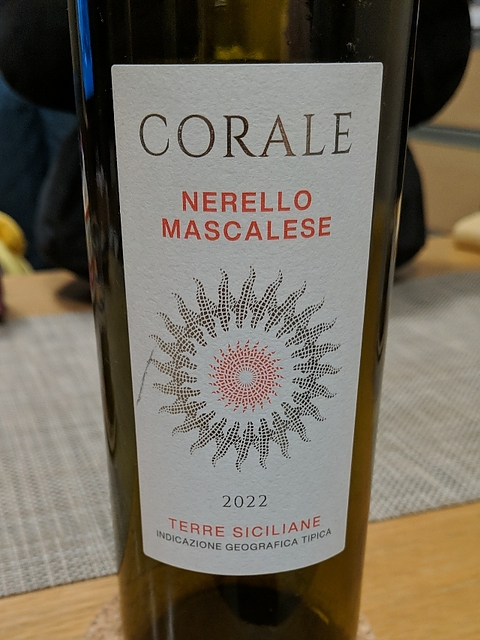 CORALE
NERELLO
MASCALESE
2022
TERRE SICILIANE
INDICAZIONE GEOGRAFICA TIPICA